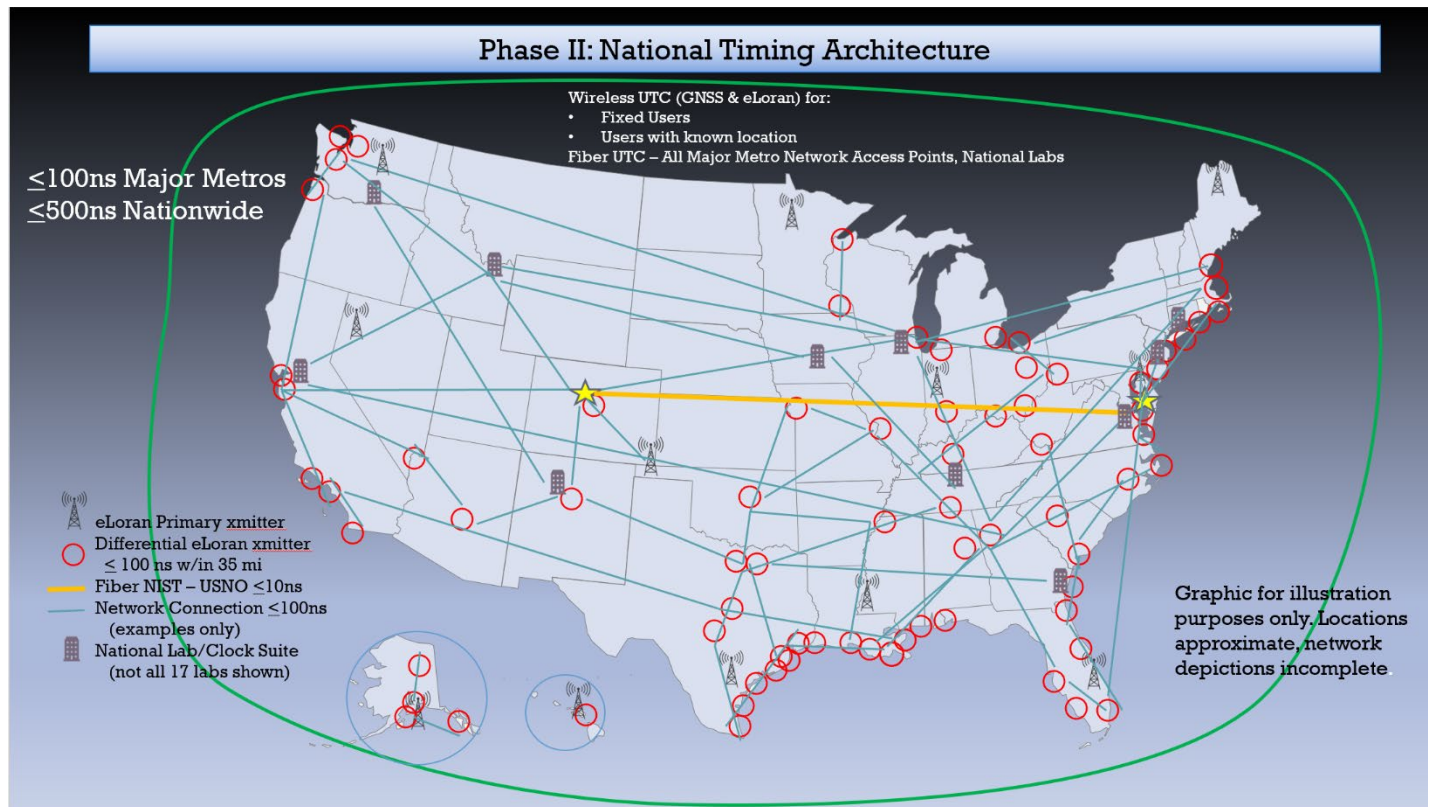 Phase II: National Timing Architecture
Wireless UTC (GNSS & eLoran) for:
• Fixed Users
• Users with known location
Fiber UTC – All Major Metro Network Access Points, National Labs
≤100ns Major Metros
≤500ns Nationwide
eLoran Primary xmitter
Differential eLoran xmitter
≤ 100 ns w/in 35 mi
Fiber NIST – USNO ≤10ns
Network Connection ≤100ns
(examples only)
National Lab/Clock Suite
(not all 17 labs shown)
Graphic for illustration
purposes only. Locations
approximate, network
depictions incomplete.